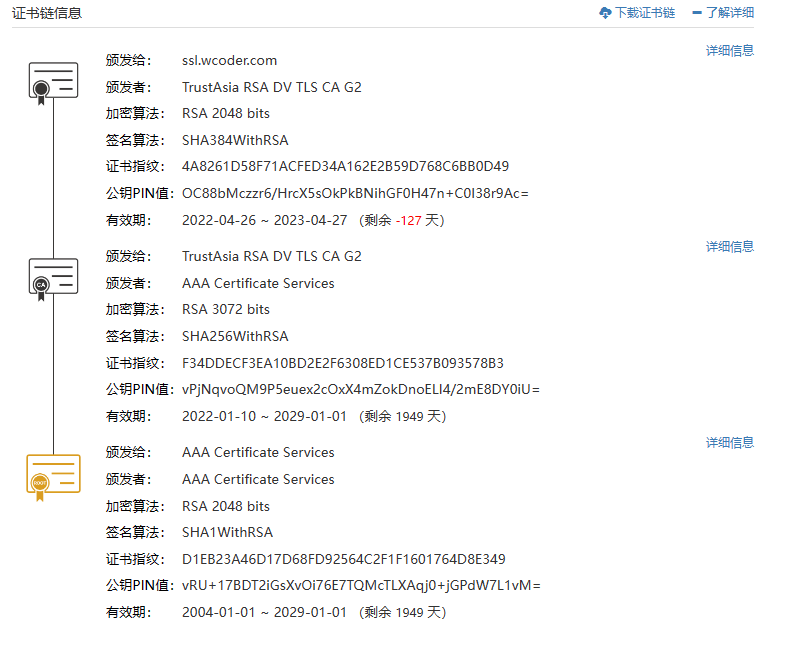 证书链信息 下载证书链 了解详细
详细信息
颁发给: ssl.wcoder.com
颁发者: TrustAsia RSA DV TLS CA G2
加密算法: RSA 2048 bits
签名算法: SHA384WithRSA
证书指纹: 4A8261D58F71ACFED34A162E2B59D768C6BB0D49
公钥PIN值: OC88bMczzr6/HrcX5sOkPkBNihGF0H47n+C0I38r9Ac=
有效期: 2022-04-26 ~ 2023-04-27 (剩余 -127 天)
详细信息
颁发给: TrustAsia RSA DV TLS CA G2
颁发者: AAA Certificate Services
CA
加密算法: RSA 3072 bits
签名算法: SHA256WithRSA
证书指纹: F34DDECF3EA10BD2E2F6308ED1CE537B093578B3
公钥PIN值: vPjNqvoQM9P5euex2cOxX4mZokDnoELI4/2mE8DY0iU=
有效期: 2022-01-10 ~ 2029-01-01 (剩余 1949 天)
详细信息
颁发给: AAA Certificate Services
颁发者: AAA Certificate Services
ROOT
加密算法: RSA 2048 bits
签名算法: SHA1WithRSA
证书指纹: D1EB23A46D17D68FD92564C2F1F1601764D8E349
公钥PIN值: vRU+17BDT2iGsXvOi76E7TQMcTLXAqj0+jGPdW7L1vM=
有效期: 2004-01-01 ~ 2029-01-01 (剩余 1949 天)